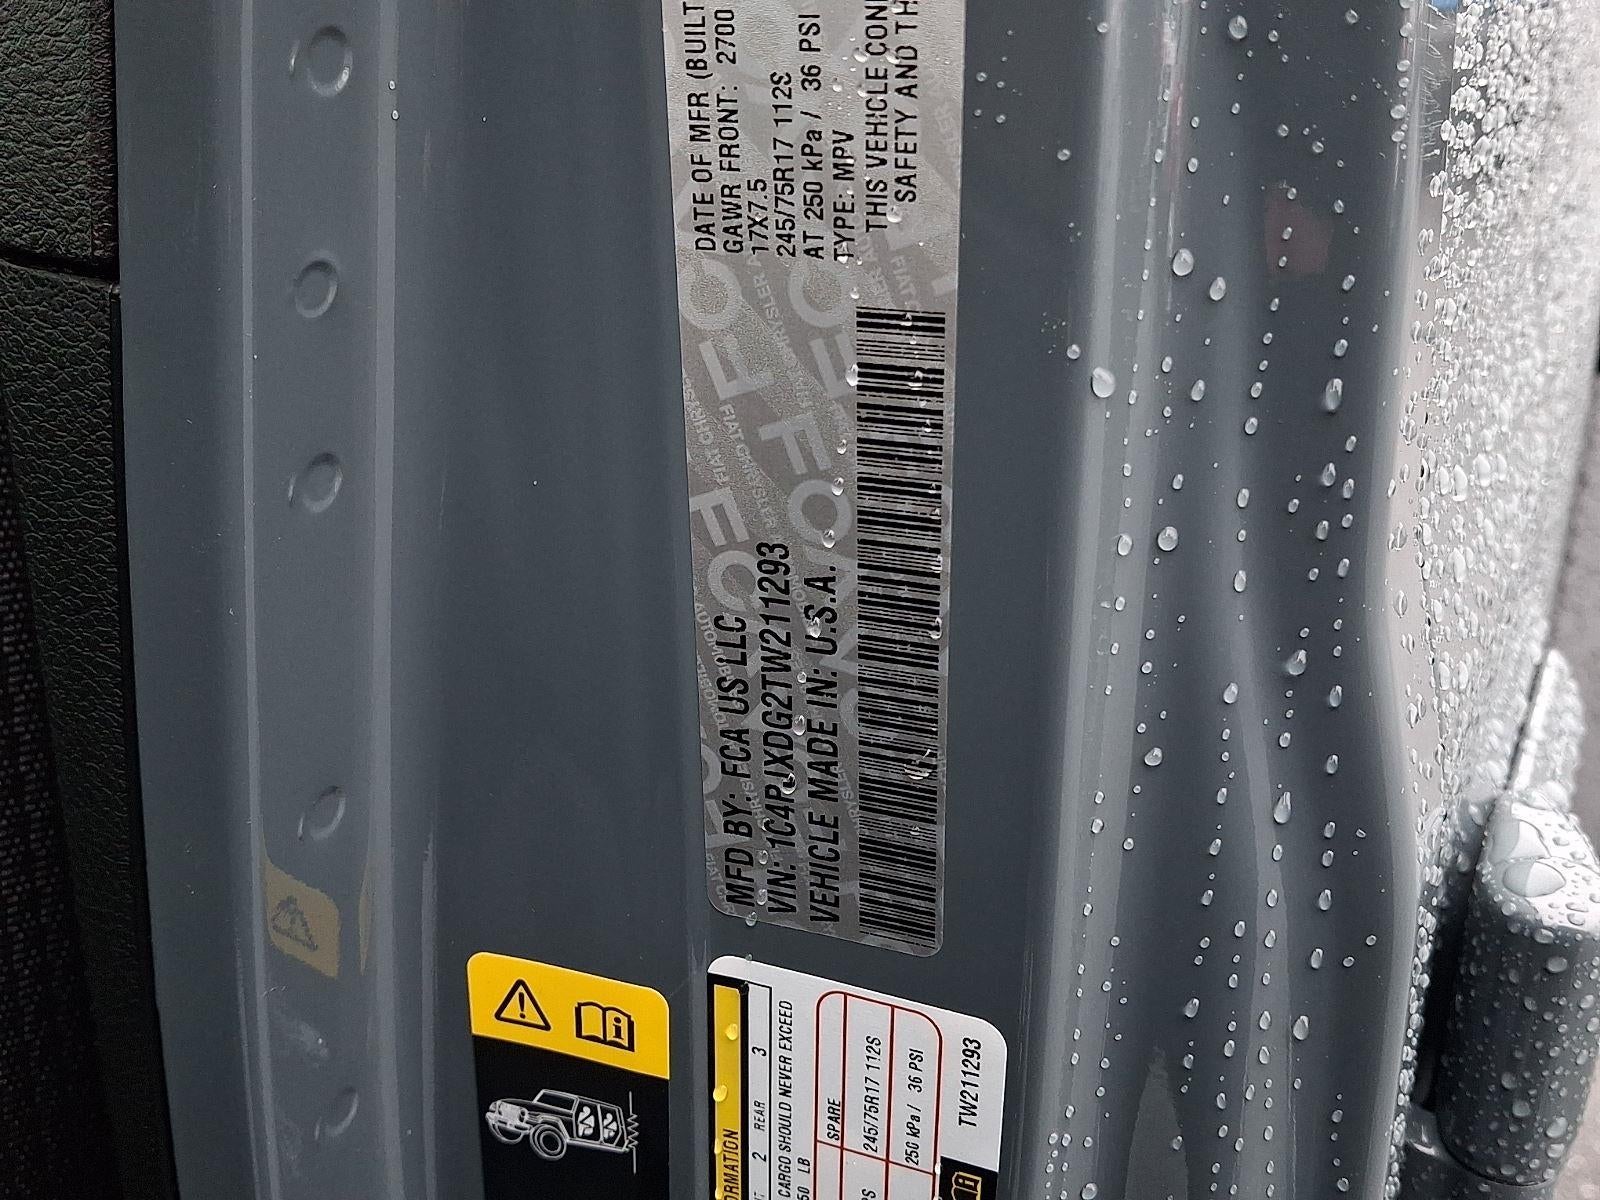 MFD BY: FCA US LLC
VIN: 1C4PJXDG2TW211293
VEHICLE MADE IN: U.S.A.
DATE OF MFR (BUILT
GAWR FRONT: 2700
17X7.5
245/75R17 112S
AT 250 kPa / 36 PSI
TYPE: MPV
THIS VEHICLE
SAFETY AND
2 REAR 3
CARGO SHOULD NEVER EXCEED
LB
SPARE
245/75R17 112S
250 kPa / 36 PSI
TW211293